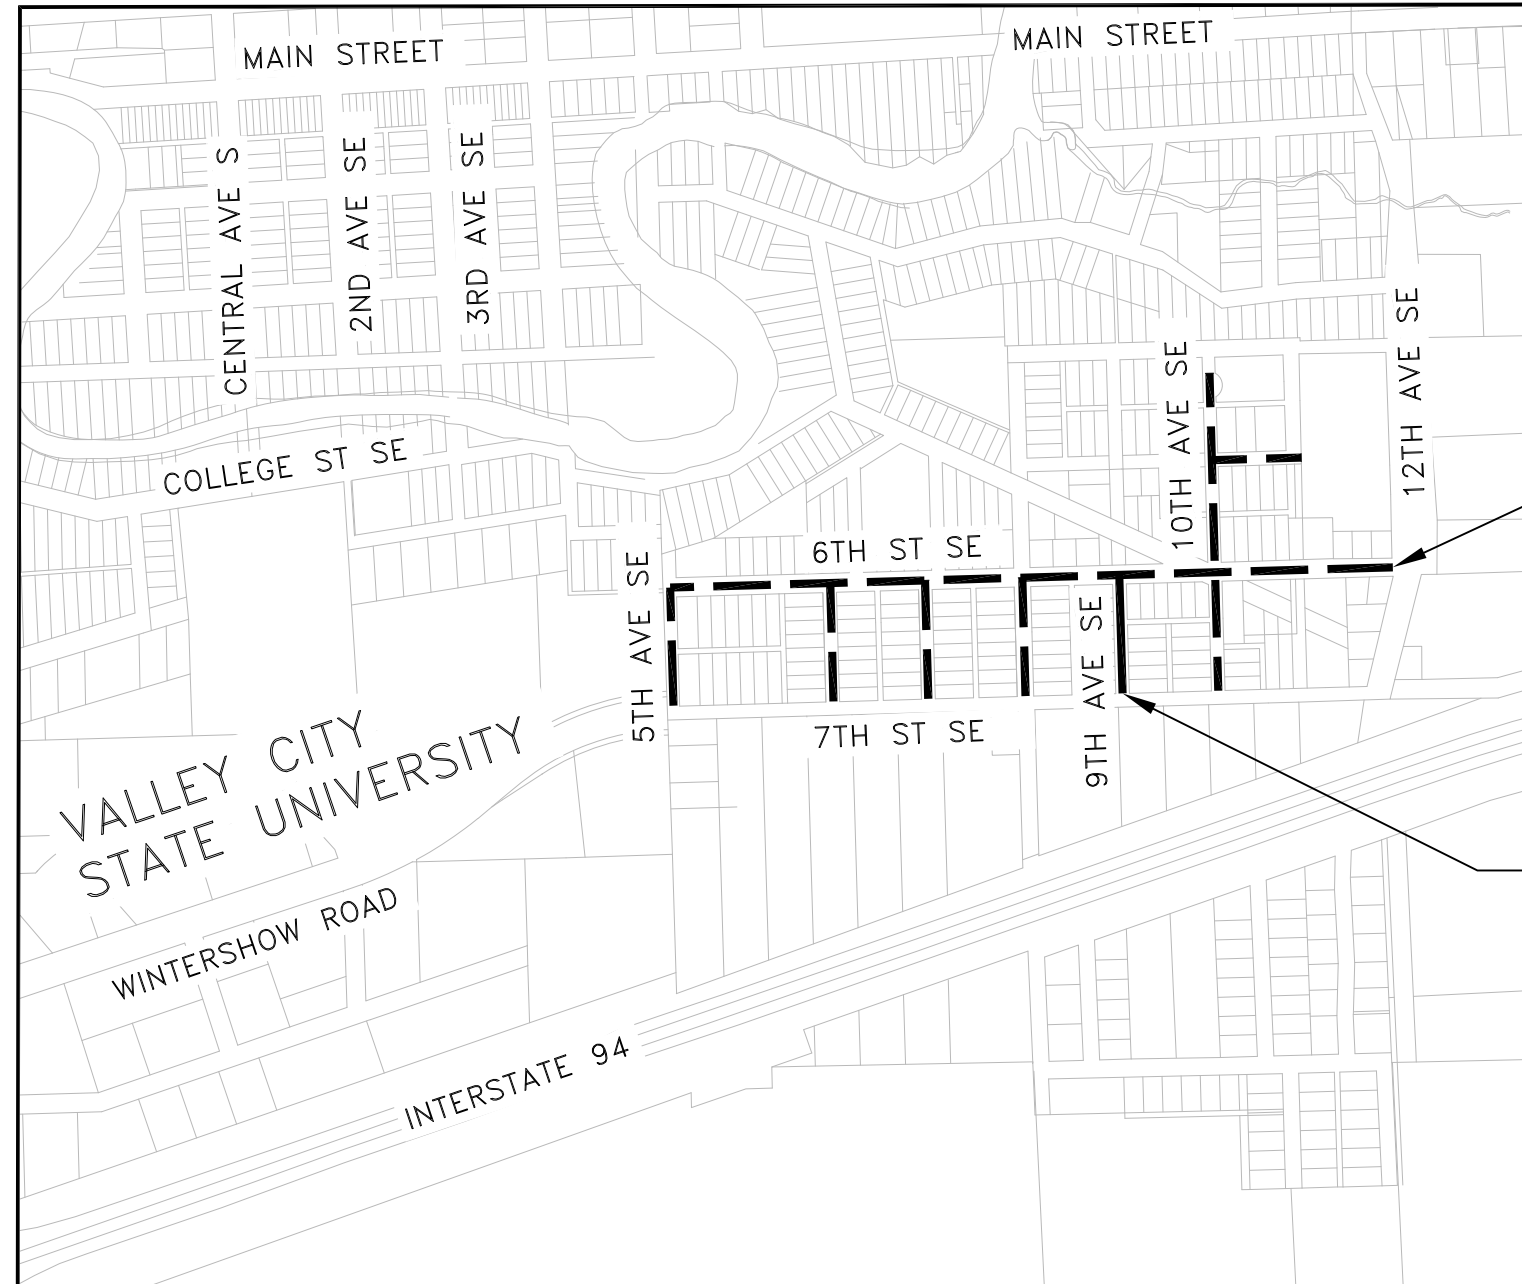 MAIN STREET
MAIN STREET
CENTRAL AVE S
2ND AVE SE
3RD AVE SE
10TH AVE SE
12TH AVE SE
COLLEGE ST SE
6TH ST SE
5TH AVE SE
9TH AVE SE
7TH ST SE
VALLEY CITY
STATE UNIVERSITY
WINTERSHOW ROAD
INTERSTATE 94